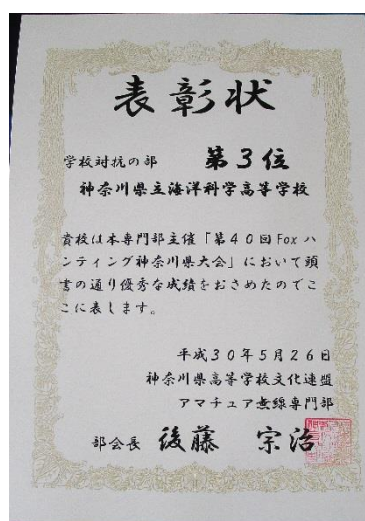 表彰状
学校対抗の部　第３位
神奈川県立海洋科学高等学校
貴校は本専門部主催「第４０回Fox ハ
ンティング神奈川県大会」において頭
書の通り優秀な成績をおさめたのでこ
こに表します。
平成３０年５月２６日
神奈川県高等学校文化連盟
アマチュア無線専門部
部会長　後藤　宗治